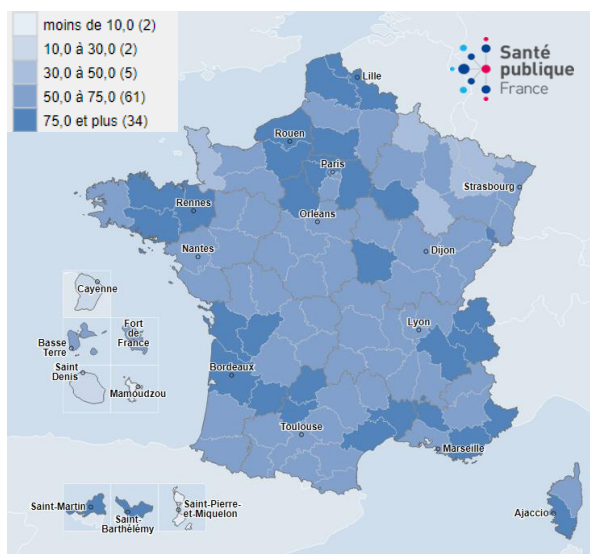 moins de 10,0 (2)
10,0 à 30,0 (2)
30,0 à 50,0 (5)
50,0 à 75,0 (61)
75,0 et plus (34)
Santé
publique
France
Lille
Rouen
Paris
Strasbourg
Rennes
Orléans
Nantes
Dijon
Cayenne
Lyon
Basse
Terre
Fort
de
France
Saint
Denis
Mamoudzou
Bordeaux
Toulouse
Marseille
Saint-Martin
Saint-
Barthélémy
Saint-Pierre-
et-Miquelon
Ajaccio